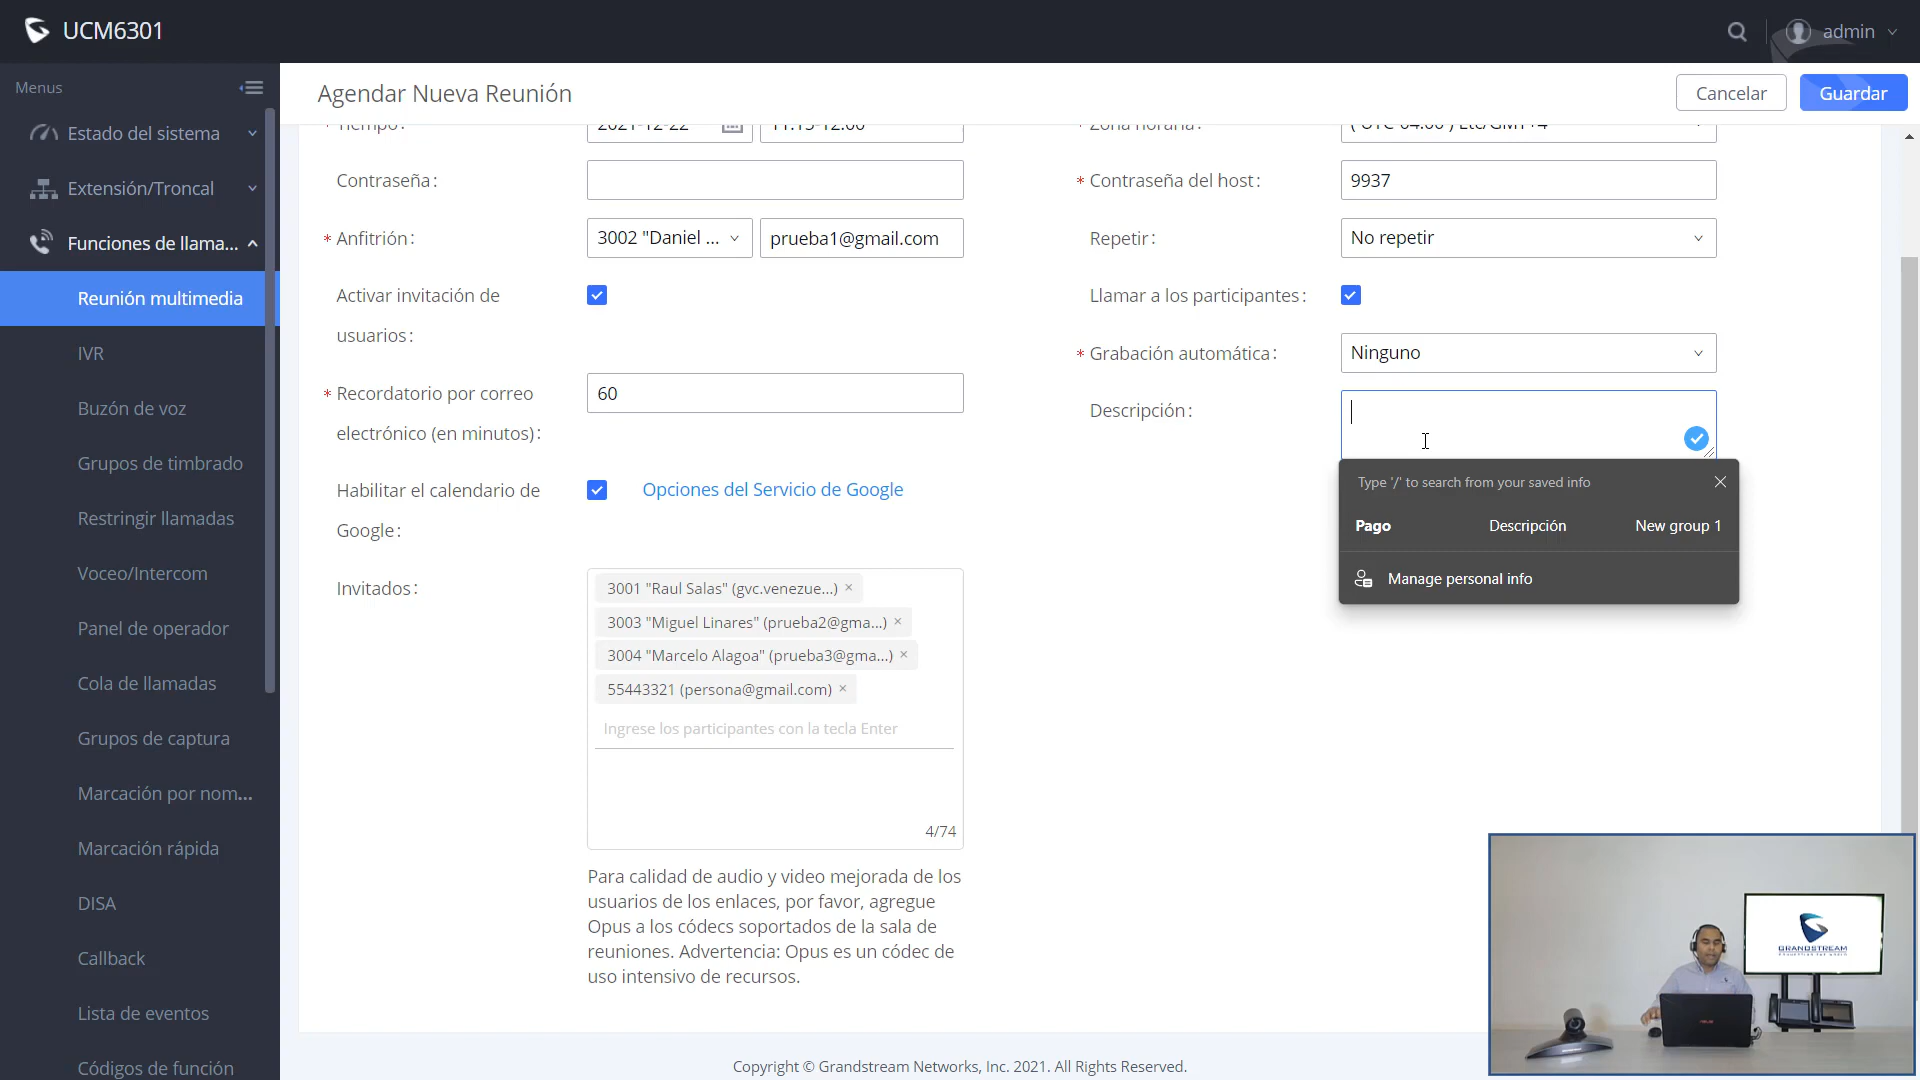 UCM6301
admin
Menus
Agendar Nueva Reunión
Cancelar
Guardar
Estado del sistema
Extensión/Troncal
Funciones de llama...
Reunión multimedia
IVR
Buzón de voz
Grupos de timbrado
Restringir llamadas
Voceo/Intercom
Panel de operador
Cola de llamadas
Grupos de captura
Marcación por nom...
Marcación rápida
DISA
Callback
Lista de eventos
Códigos de función
* Tiempo:
2021-12-22
11:15-12:00
* Zona horaria:
( UTC-04:00 ) Etc/GMT+4
Contraseña:
* Contraseña del host:
9937
* Anfitrión:
3002 "Daniel ...
prueba1@gmail.com
Repetir:
No repetir
Activar invitación de
usuarios:
Llamar a los participantes:
* Grabación automática:
Ninguno
* Recordatorio por correo
electrónico (en minutos):
60
Descripción:
Type '/' to search from your saved info
Pago
Descripción
New group 1
Manage personal info
Habilitar el calendario de
Google:
Opciones del Servicio de Google
Invitados:
3001 "Raul Salas" (gvc.venezue...) ×
3003 "Miguel Linares" (prueba2@gma...) ×
3004 "Marcelo Alagoa" (prueba3@gma...) ×
55443321 (persona@gmail.com) ×
Ingrese los participantes con la tecla Enter
4/74
Para calidad de audio y video mejorada de los
usuarios de los enlaces, por favor, agregue
Opus a los códecs soportados de la sala de
reuniones. Advertencia: Opus es un códec de
uso intensivo de recursos.
GRANDSTREAM
Copyright © Grandstream Networks, Inc. 2021. All Rights Reserved.